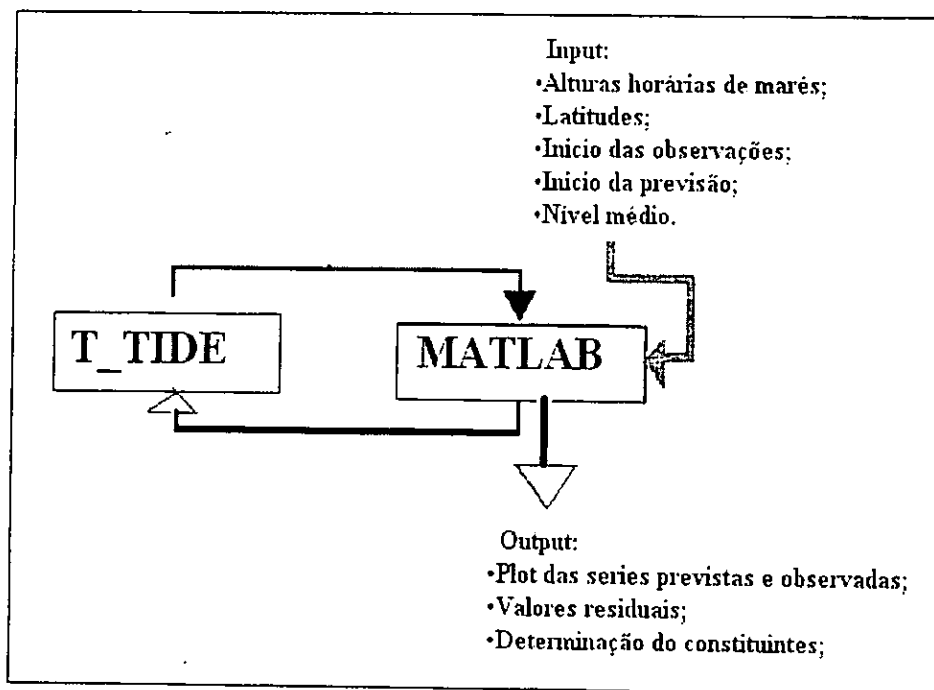 Input:
•Alturas horárias de marés;
•Latitudes;
•Inicio das observações;
•Inicio da previsão;
•Nível médio.
T_TIDE
MATLAB
Output:
•Plot das series previstas e observadas;
•Valores residuais;
•Determinação do constituintes;